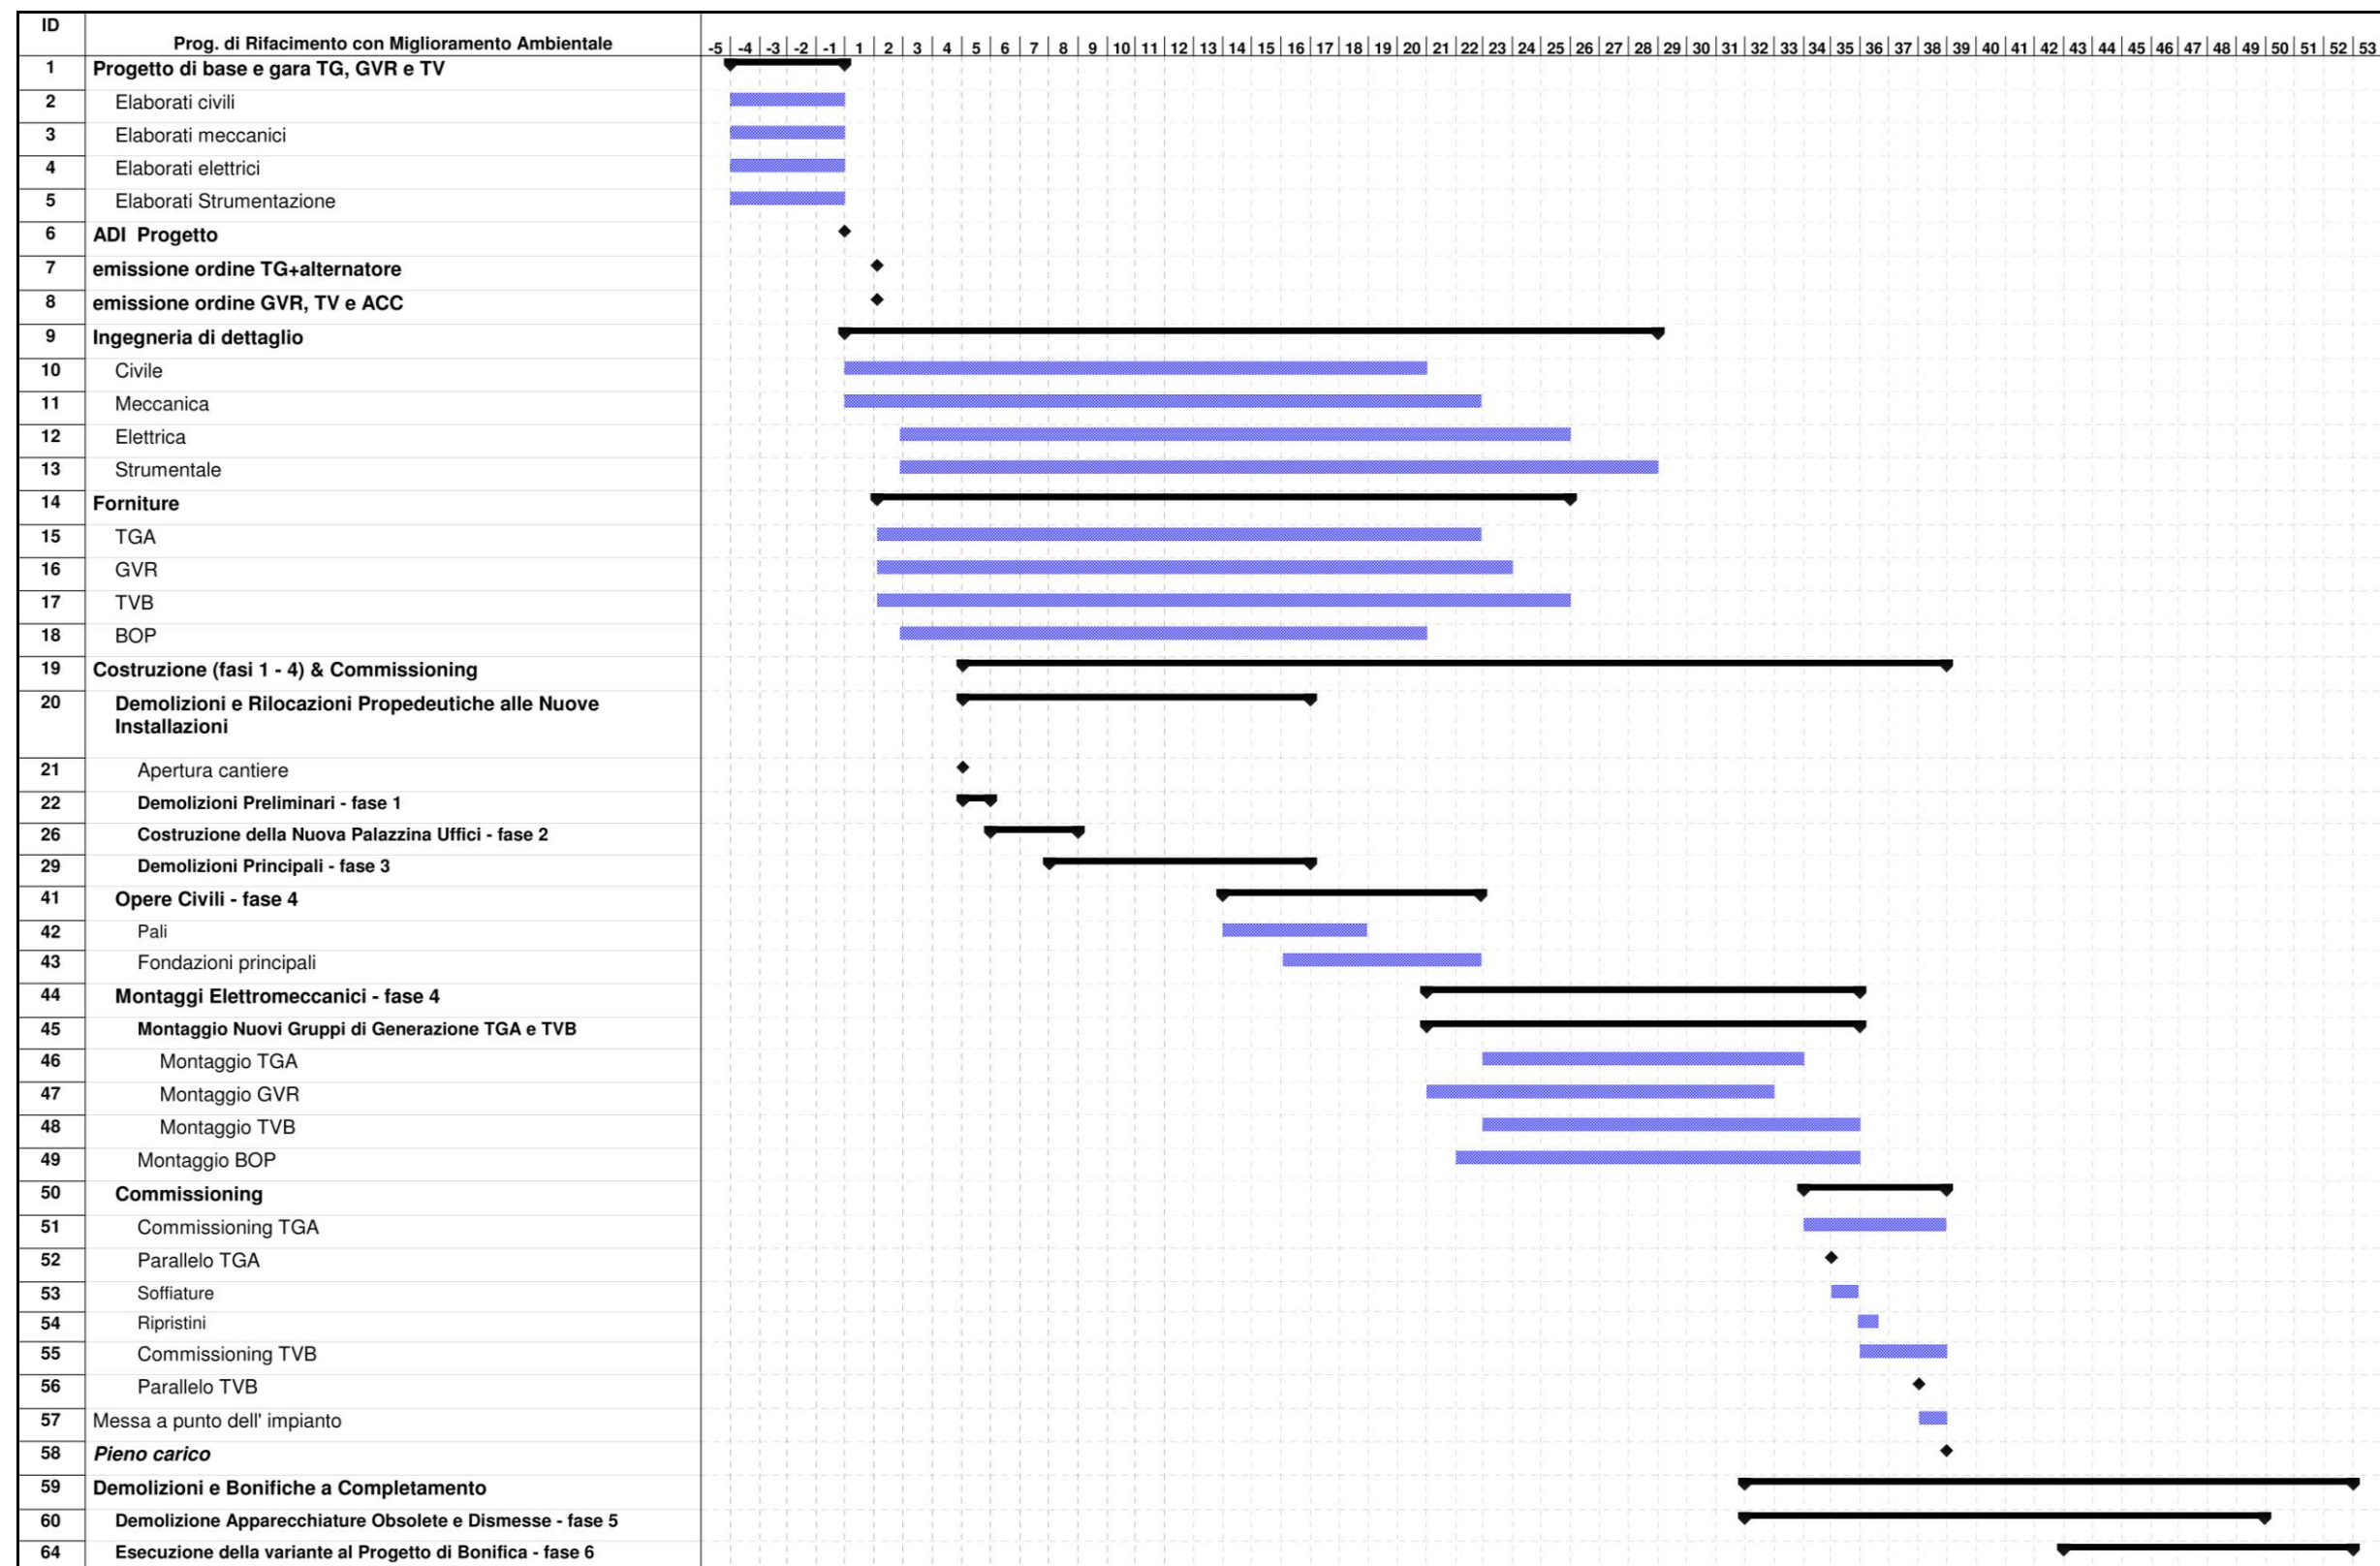 ID
Prog. di Rifacimento con Miglioramento Ambientale
-5 -4 -3 -2 -1 1 2 3 4 5 6 7 8 9 10 11 12 13 14 15 16 17 18 19 20 21 22 23 24 25 26 27 28 29 30 31 32 33 34 35 36 37 38 39 40 41 42 43 44 45 46 47 48 49 50 51 52 53
1 Progetto di base e gara TG, GVR e TV
2 Elaborati civili
3 Elaborati meccanici
4 Elaborati elettrici
5 Elaborati Strumentazione
6 ADI Progetto
7 emissione ordine TG+alternatore
8 emissione ordine GVR, TV e ACC
9 Ingegneria di dettaglio
10 Civile
11 Meccanica
12 Elettrica
13 Strumentale
14 Forniture
15 TGA
16 GVR
17 TVB
18 BOP
19 Costruzione (fasi 1 - 4) & Commissioning
20 Demolizioni e Rilocazioni Propedeutiche alle Nuove
Installazioni
21 Apertura cantiere
22 Demolizioni Preliminari - fase 1
26 Costruzione della Nuova Palazzina Uffici - fase 2
29 Demolizioni Principali - fase 3
41 Opere Civili - fase 4
42 Pali
43 Fondazioni principali
44 Montaggi Elettromeccanici - fase 4
45 Montaggio Nuovi Gruppi di Generazione TGA e TVB
46 Montaggio TGA
47 Montaggio GVR
48 Montaggio TVB
49 Montaggio BOP
50 Commissioning
51 Commissioning TGA
52 Parallelo TGA
53 Soffiature
54 Ripristini
55 Commissioning TVB
56 Parallelo TVB
57 Messa a punto dell' impianto
58 Pieno carico
59 Demolizioni e Bonifiche a Completamento
60 Demolizione Apparecchiature Obsolete e Dismesse - fase 5
64 Esecuzione della variante al Progetto di Bonifica - fase 6